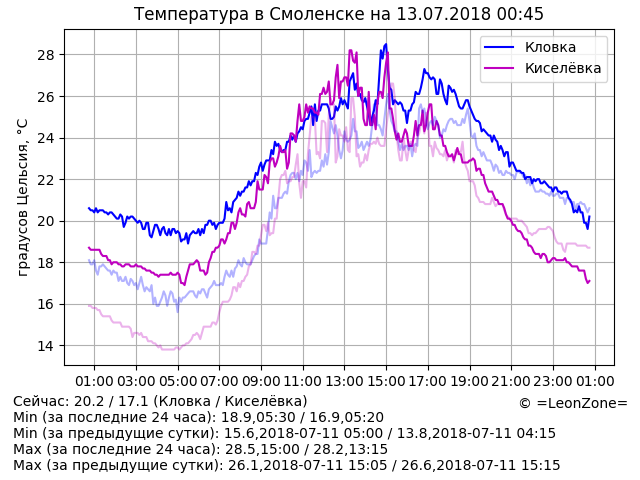 Температура в Смоленске на 13.07.2018 00:45
градусов Цельсия, °C
28
26
24
22
20
18
16
14
Кловка
Киселёвка
01:00 03:00 05:00 07:00 09:00 11:00 13:00 15:00 17:00 19:00 21:00 23:00 01:00
Сейчас: 20.2 / 17.1 (Кловка / Киселёвка)
© =LeonZone=
Min (за последние 24 часа): 18.9,05:30 / 16.9,05:20
Min (за предыдущие сутки): 15.6,2018-07-11 05:00 / 13.8,2018-07-11 04:15
Max (за последние 24 часа): 28.5,15:00 / 28.2,13:15
Max (за предыдущие сутки): 26.1,2018-07-11 15:05 / 26.6,2018-07-11 15:15